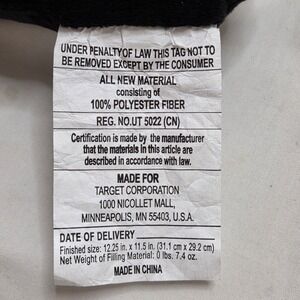 UNDER PENALTY OF LAW THIS TAG NOT TO
BE REMOVED EXCEPT BY THE CONSUMER
ALL NEW MATERIAL
consisting of
100% POLYESTER FIBER
REG. NO. UT 5022 (CN)
Certification is made by the manufacturer
that the materials in this article are
described in accordance with law.
MADE FOR
TARGET CORPORATION
1000 NICOLLET MALL,
MINNEAPOLIS, MN 55403, U.S.A.
DATE OF DELIVERY
Finished size: 12.25 in. x 11.5 in. (31.1 cm x 29.2 cm)
Net Weight of Filling Material: 0 lbs. 7.4 oz.
MADE IN CHINA